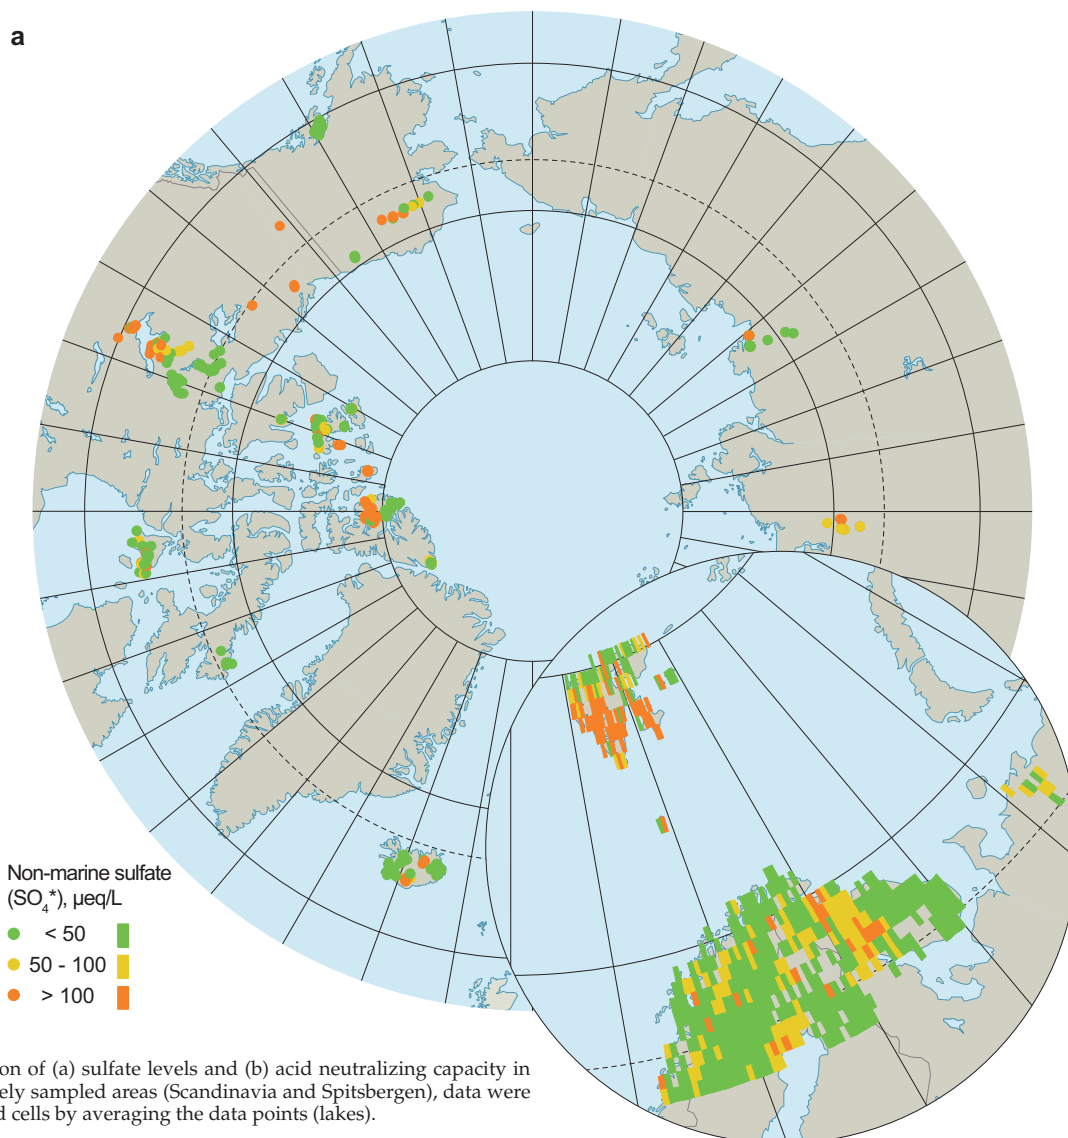 a
Non-marine sulfate
(SO4*), µeq/L
< 50
50 - 100
> 100
on of (a) sulfate levels and (b) acid neutralizing capacity in
ely sampled areas (Scandinavia and Spitsbergen), data were
d cells by averaging the data points (lakes).